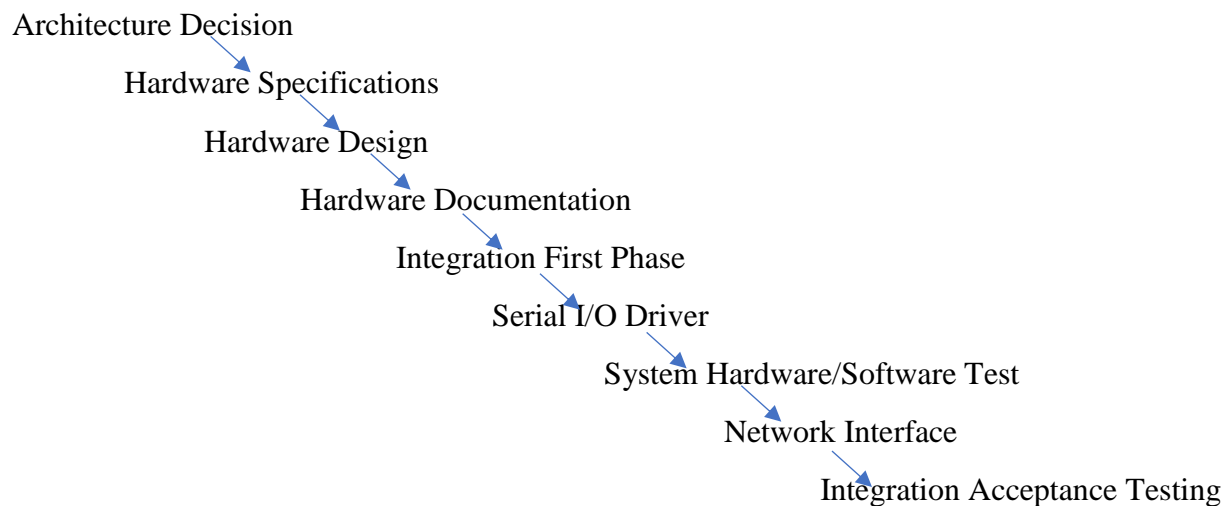 Architecture Decision
Hardware Specifications
Hardware Design
Hardware Documentation
Integration First Phase
Serial I/O Driver
System Hardware/Software Test
Network Interface
Integration Acceptance Testing